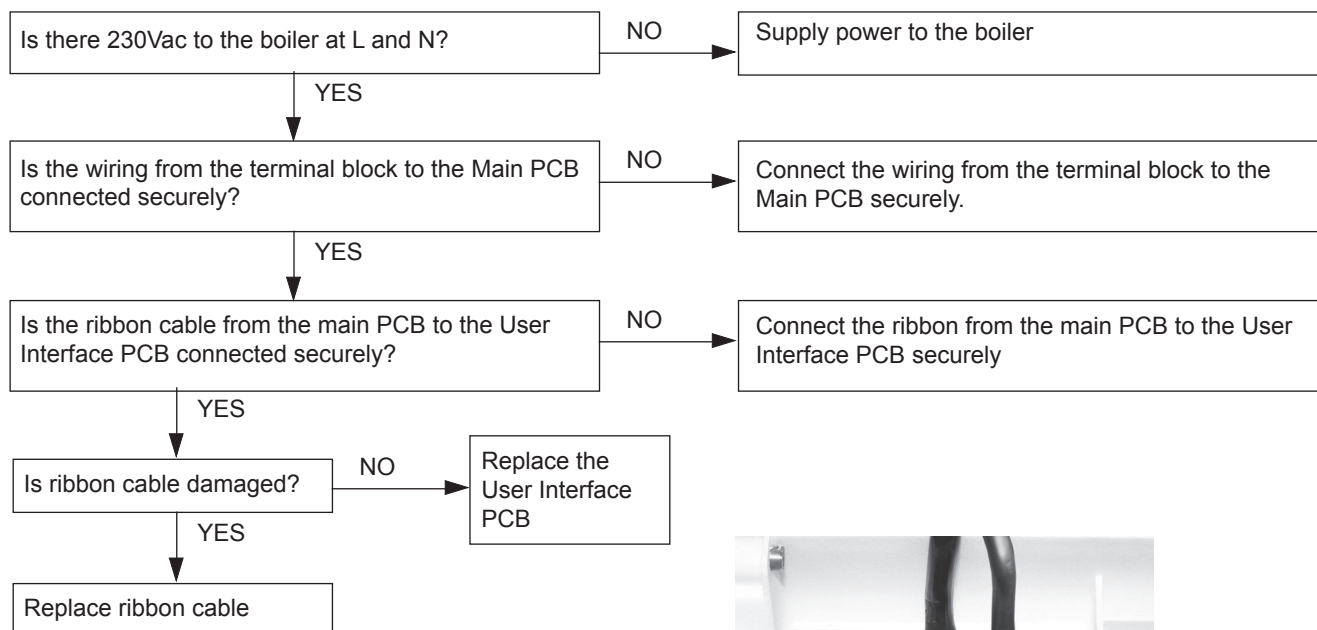 Is there 230Vac to the boiler at L and N?
NO
Supply power to the boiler
YES
Is the wiring from the terminal block to the Main PCB
connected securely?
NO
Connect the wiring from the terminal block to the
Main PCB securely.
YES
Is the ribbon cable from the main PCB to the User
Interface PCB connected securely?
NO
Connect the ribbon from the main PCB to the User
Interface PCB securely
YES
Is ribbon cable damaged?
NO
Replace the
User Interface
PCB
YES
Replace ribbon cable